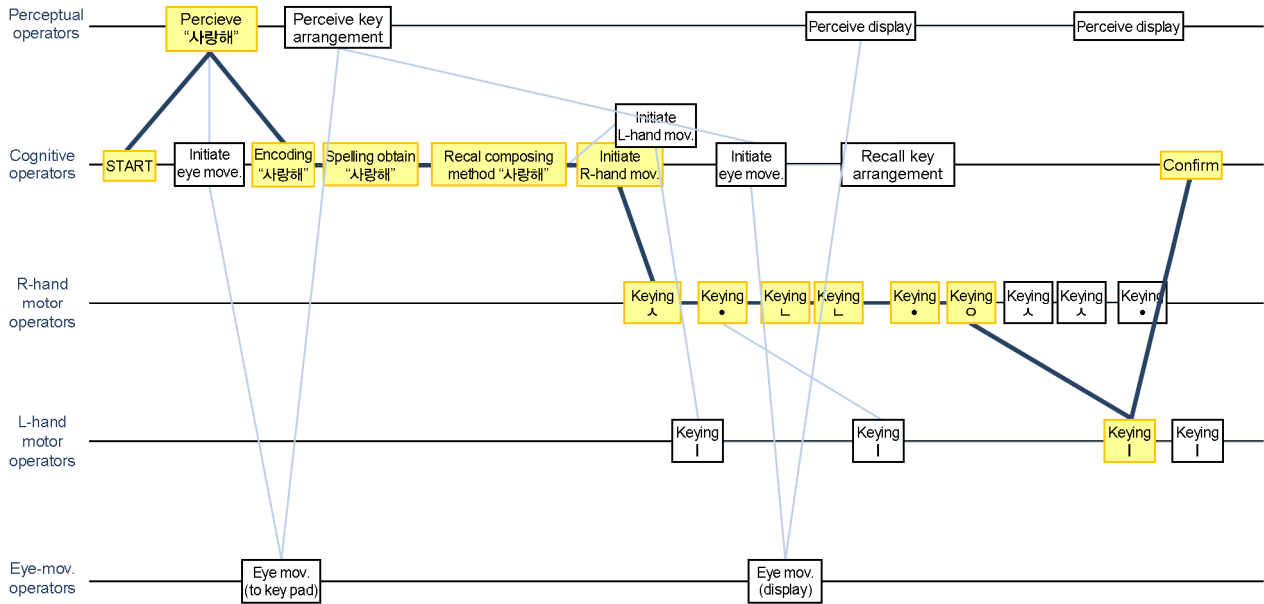 Perceptual
operators
Percieve
“사랑해”
Perceive key
arrangement
Perceive display
Perceive display
Cognitive
operators
START
Initiate
eye move.
Encoding
“사랑해”
Spelling obtain
“사랑해”
Recal composing
method “사랑해”
Initiate
R-hand mov.
Initiate
L-hand mov.
Initiate
eye move.
Recall key
arrangement
Confirm
R-hand
motor
operators
Keying
ㅅ
Keying
•
Keying
ㄴ
Keying
ㄴ
Keying
•
Keying
ㅇ
Keying
ㅅ
Keying
ㅅ
Keying
•
L-hand
motor
operators
Keying
ㅣ
Keying
ㅣ
Keying
ㅣ
Keying
ㅣ
Eye-mov.
operators
Eye mov.
(to key pad)
Eye mov.
(display)